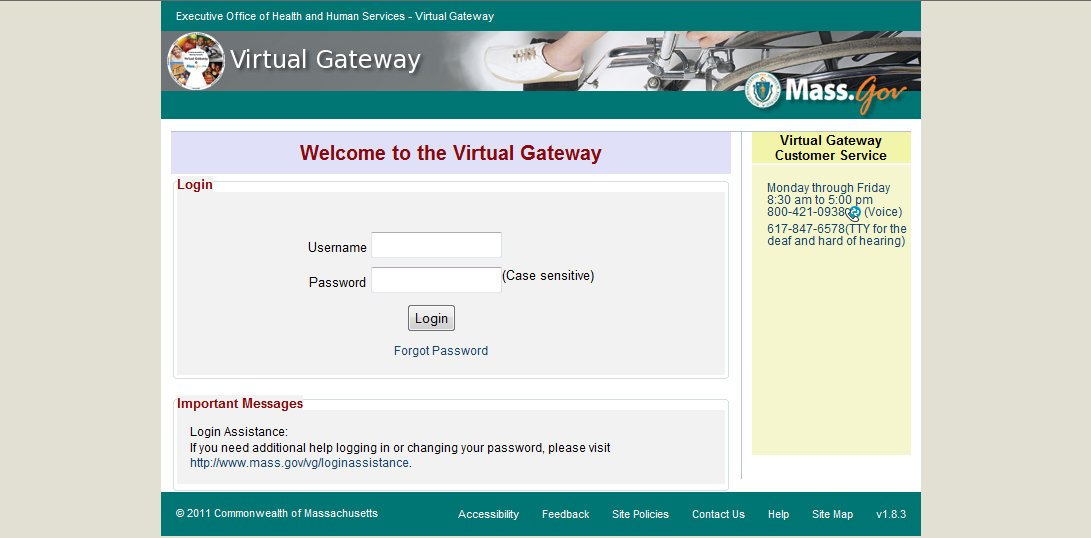 Executive Office of Health and Human Services - Virtual Gateway
Virtual Gateway
Mass.Gov
Welcome to the Virtual Gateway
Login
Username
Password
(Case sensitive)
Login
Forgot Password
Important Messages
Login Assistance:
If you need additional help logging in or changing your password, please visit
http://www.mass.gov/vg/loginassistance.
Virtual Gateway
Customer Service
Monday through Friday
8:30 am to 5:00 pm
800-421-0938 (Voice)
617-847-6578(TTY for the
deaf and hard of hearing)
© 2011 Commonwealth of Massachusetts
Accessibility
Feedback
Site Policies
Contact Us
Help
Site Map
v1.8.3